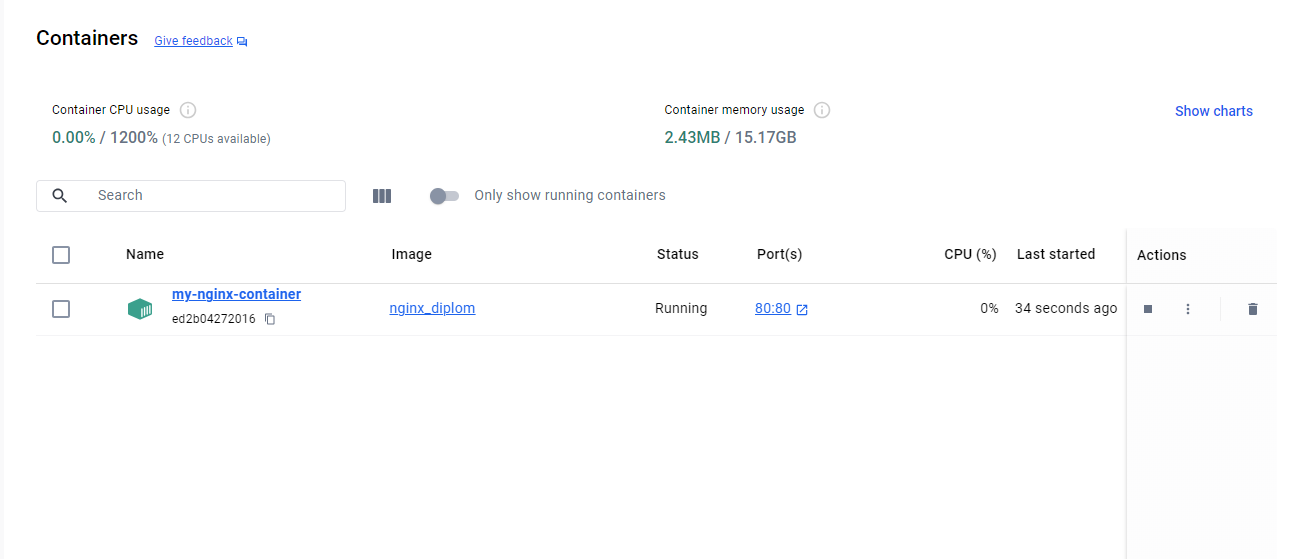 Containers Give feedback
Container CPU usage
0.00% / 1200% (12 CPUs available)
Container memory usage
2.43MB / 15.17GB
Show charts
Search
Only show running containers
Name Image Status Port(s) CPU (%) Last started Actions
my-nginx-container
ed2b04272016
nginx_diplom Running 80:80 0% 34 seconds ago